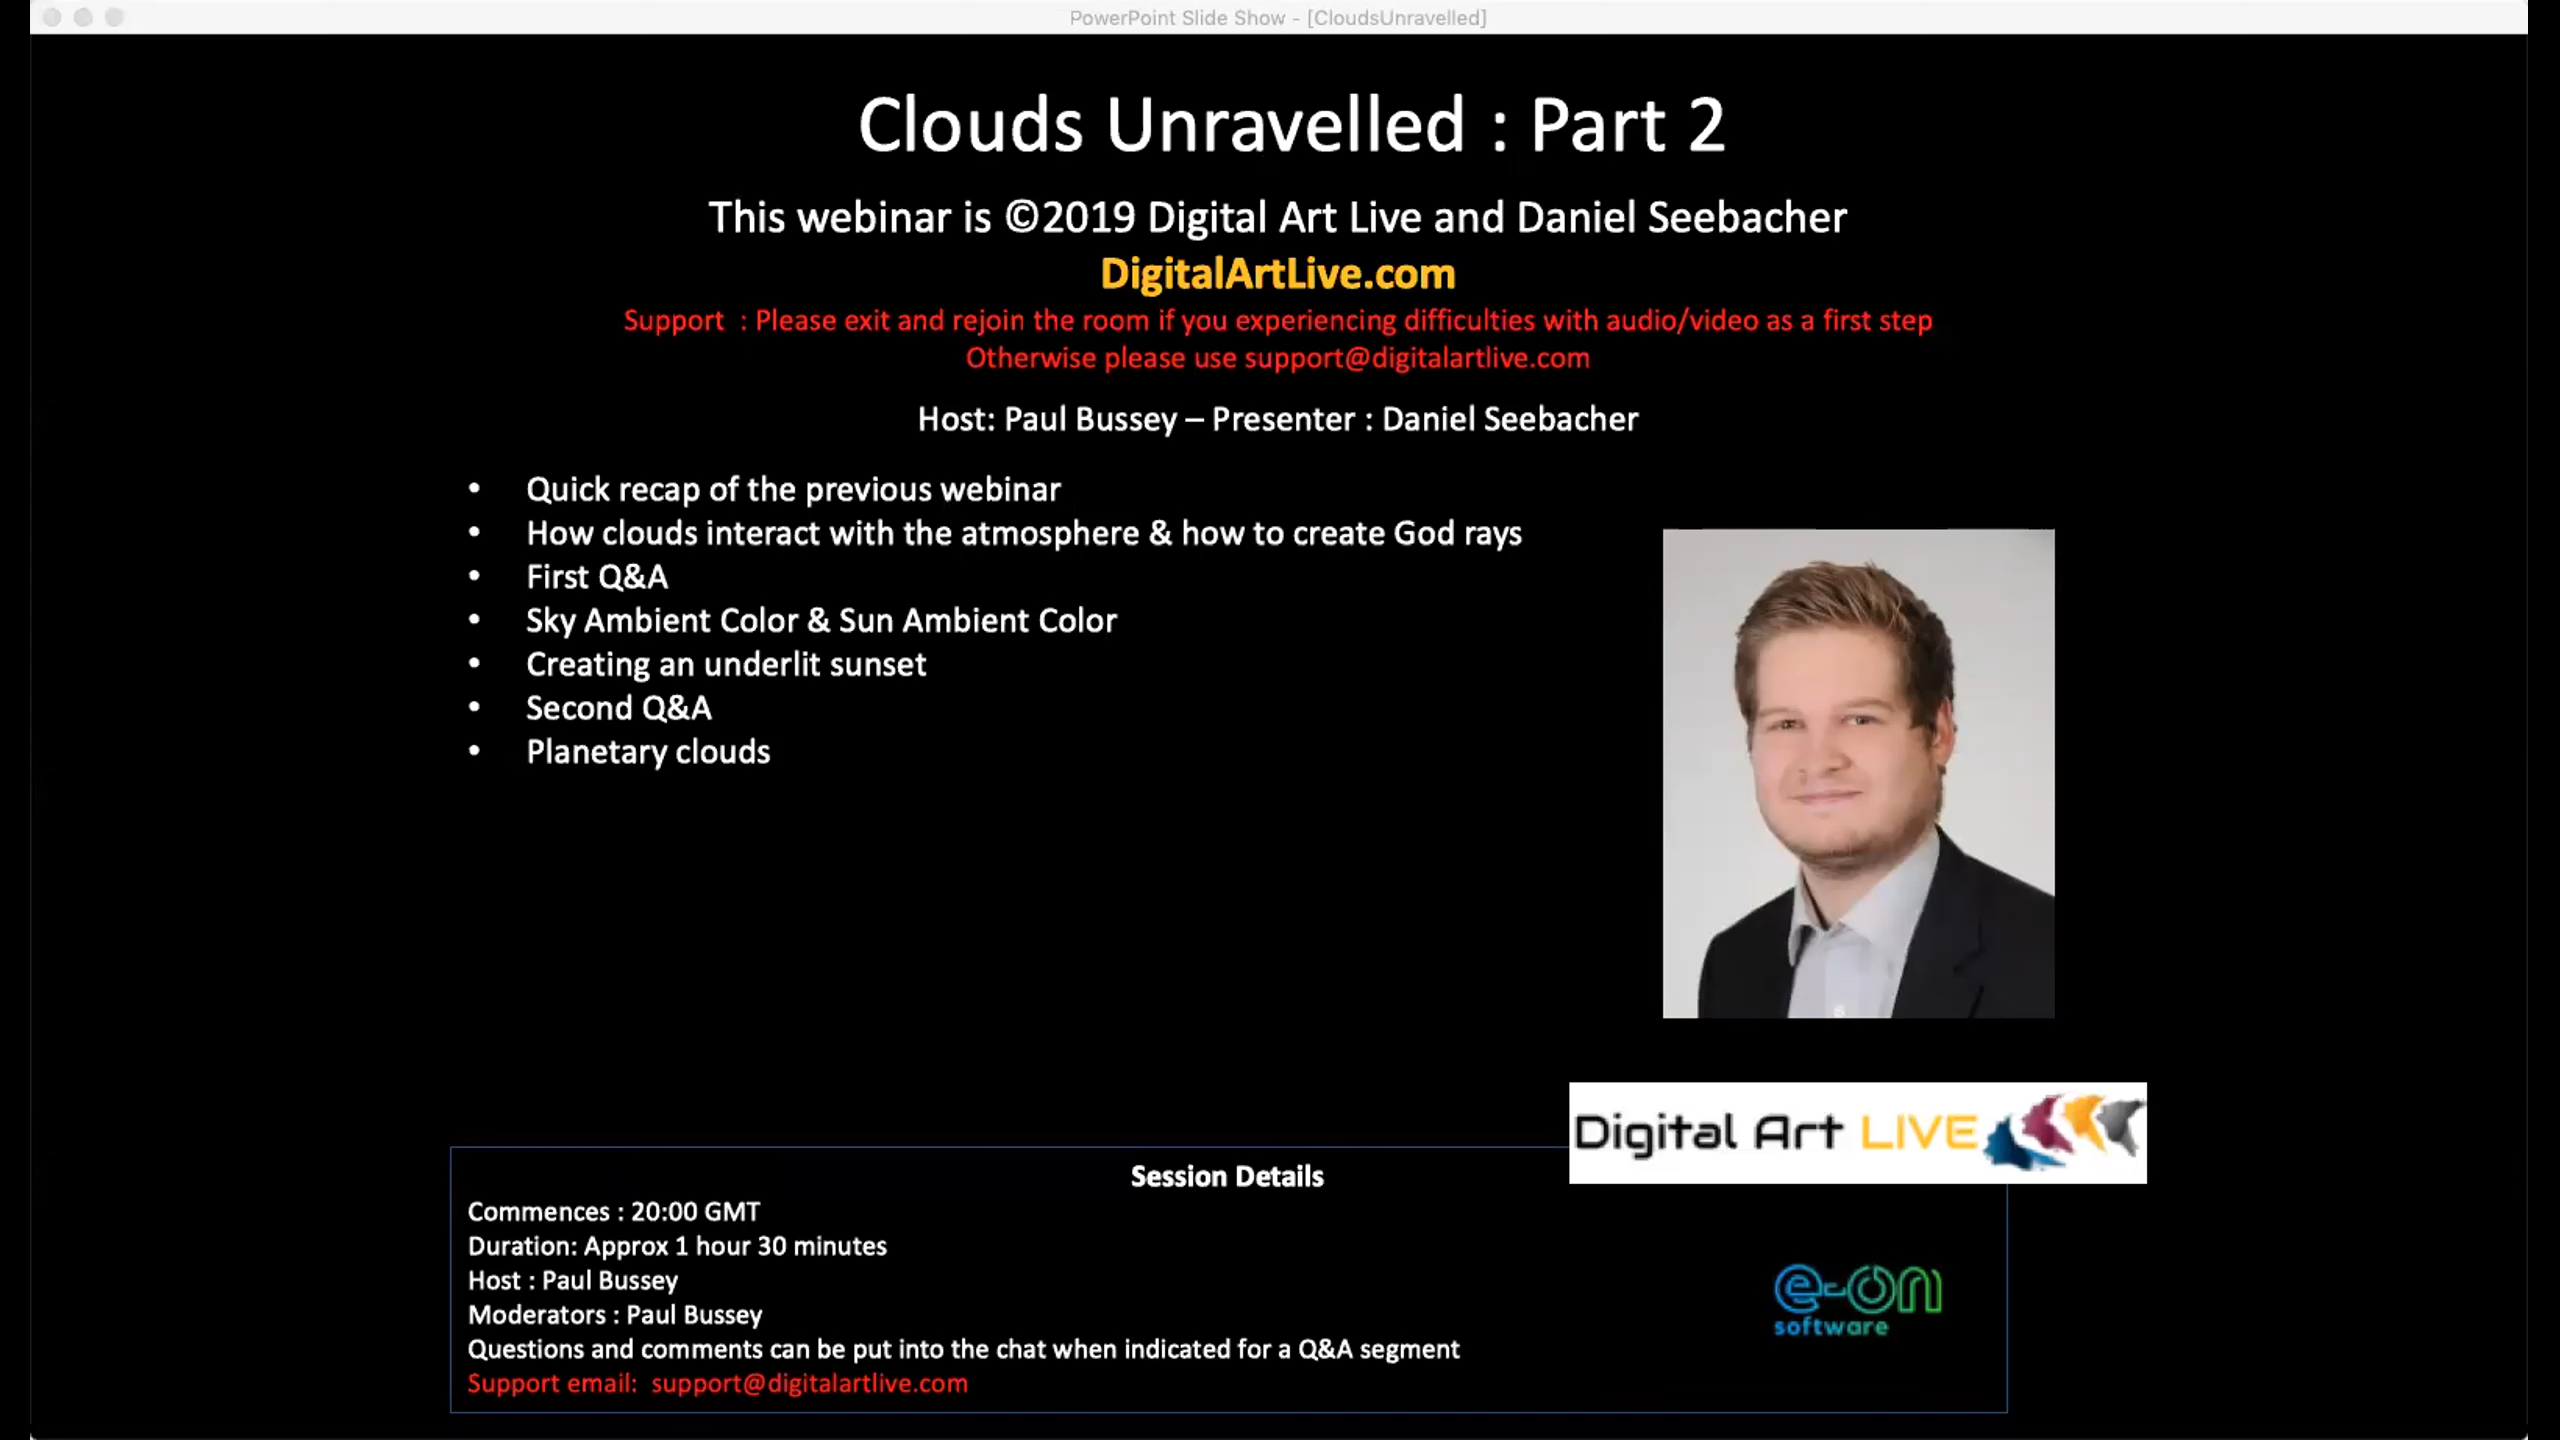 PowerPoint Slide Show - [CloudsUnravelled]
Clouds Unravelled : Part 2
This webinar is ©2019 Digital Art Live and Daniel Seebacher
DigitalArtLive.com
Support : Please exit and rejoin the room if you experiencing difficulties with audio/video as a first step
Otherwise please use support@digitalartlive.com
Host: Paul Bussey – Presenter : Daniel Seebacher
• Quick recap of the previous webinar
• How clouds interact with the atmosphere & how to create God rays
• First Q&A
• Sky Ambient Color & Sun Ambient Color
• Creating an underlit sunset
• Second Q&A
• Planetary clouds
Digital Art LIVE
Session Details
Commences : 20:00 GMT
Duration: Approx 1 hour 30 minutes
Host : Paul Bussey
Moderators : Paul Bussey
Questions and comments can be put into the chat when indicated for a Q&A segment
Support email: support@digitalartlive.com
e-on
software